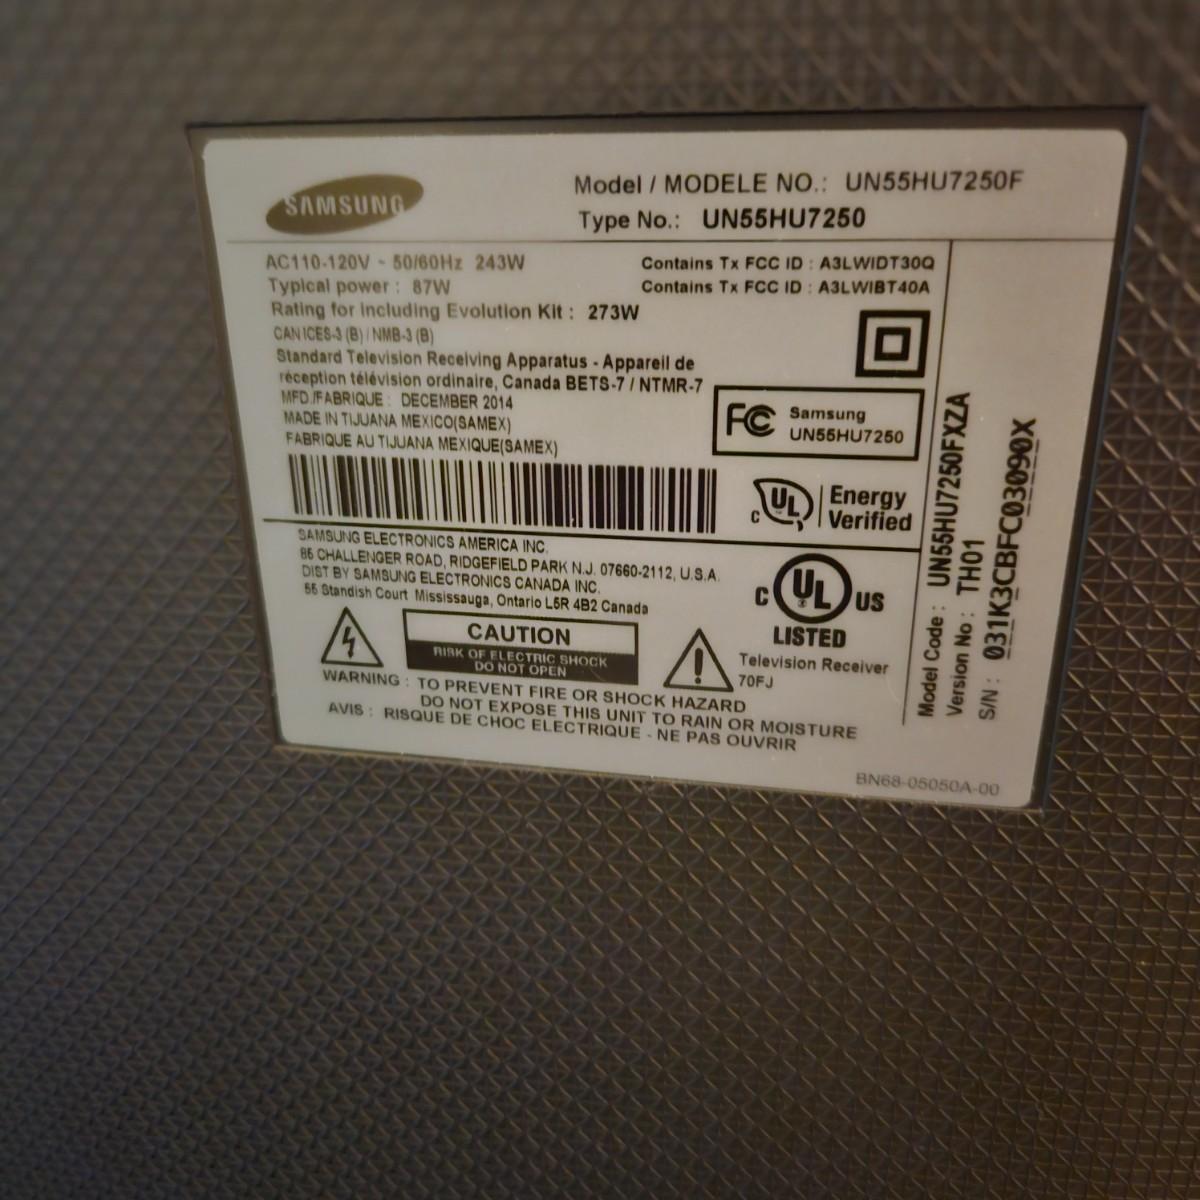 SAMSUNG
Model / MODELE NO.: UN55HU7250F
Type No.: UN55HU7250
AC110-120V ~ 50/60Hz 243W
Typical power : 87W
Rating for including Evolution Kit : 273W
CAN ICES-3 (B) / NMB-3 (B)
Standard Television Receiving Apparatus - Appareil de
réception télévision ordinaire, Canada BETS-7 / NTMR-7
MFD./FABRIQUE : DECEMBER 2014
MADE IN TIJUANA MEXICO(SAMEX)
FABRIQUE AU TIJUANA MEXIQUE(SAMEX)
Contains Tx FCC ID : A3LWIDT30Q
Contains Tx FCC ID : A3LWIBT40A
FC Samsung
UN55HU7250
C UL Energy
Verified
SAMSUNG ELECTRONICS AMERICA INC.
85 CHALLENGER ROAD, RIDGEFIELD PARK N.J. 07660-2112, U.S.A.
DIST BY SAMSUNG ELECTRONICS CANADA INC.
55 Standish Court Mississauga, Ontario L5R 4B2 Canada
C UL US
LISTED
Television Receiver
70FJ
CAUTION
RISK OF ELECTRIC SHOCK
DO NOT OPEN
WARNING : TO PREVENT FIRE OR SHOCK HAZARD
DO NOT EXPOSE THIS UNIT TO RAIN OR MOISTURE
AVIS : RISQUE DE CHOC ELECTRIQUE - NE PAS OUVRIR
BN68-05050A-00
Model Code : UN55HU7250FXZA
Version No : TH01
S/N : 031K3CBFC03090X